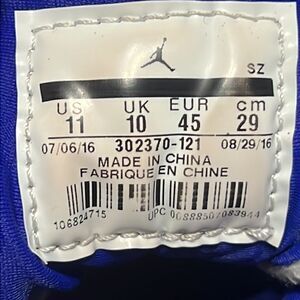 SZ
US UK EUR cm
11 10 45 29
07/06/16 302370-121 08/29/16
MADE IN CHINA
FABRIQUE EN CHINE
106824715 UPC 00888507083944